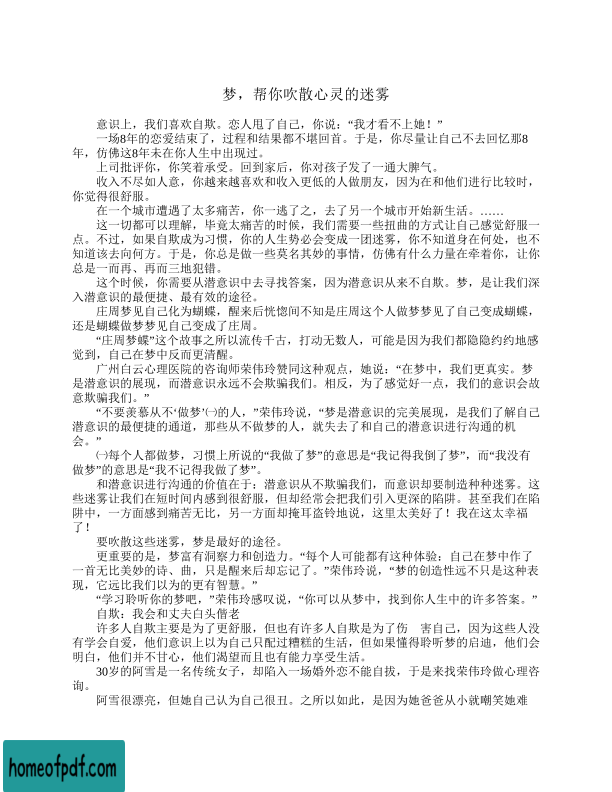 梦，帮你吹散心灵的迷雾
意识上，我们喜欢自欺。恋人甩了自己，你说：“我才看不上她！”
一场8年的恋爱结束了，过程和结果都不堪回首。于是，你尽量让自己不去回忆那8
年，仿佛这8年未在你人生中出现过。
上司批评你，你笑着承受。回到家后，你对孩子发了一通大脾气。
收入不尽如人意，你越来越喜欢和收入更低的人做朋友，因为在和他们进行比较时，
你觉得很舒服。
在一个城市遭遇了太多痛苦，你一逃了之，去了另一个城市开始新生活。……
这一切都可以理解，毕竟太痛苦的时候，我们需要一些扭曲的方式让自己感觉舒服一
点。不过，如果自欺成为习惯，你的人生势必会变成一团迷雾，你不知道身在何处，也不
知道该去向何方。于是，你总是做一些莫名其妙的事情，仿佛有什么力量在牵着你，让你
总是一而再、再而三地犯错。
这个时候，你需要从潜意识中去寻找答案，因为潜意识从来不自欺。梦，是让我们深
入潜意识的最便捷、最有效的途径。
庄周梦见自己化为蝴蝶，醒来后恍惚间不知是庄周这个人做梦梦见了自己变成蝴蝶，
还是蝴蝶做梦梦见自己变成了庄周。
“庄周梦蝶”这个故事之所以流传千古，打动无数人，可能是因为我们都隐隐约约地感
觉到，自己在梦中反而更清醒。
广州白云心理医院的咨询师荣伟玲赞同这种观点，她说：“在梦中，我们更真实。梦
是潜意识的展现，而潜意识永远不会欺骗我们。相反，为了感觉好一点，我们的意识会故
意欺骗我们。”
“不要羡慕从不‘做梦’㈠的人，”荣伟玲说，“梦是潜意识的完美展现，是我们了解自己
潜意识的最便捷的通道，那些从不做梦的人，就失去了和自己的潜意识进行沟通的机
会。”
㈠每个人都做梦，习惯上所说的“我做了梦”的意思是“我记得我倒了梦”，而“我没有
做梦”的意思是“我不记得我做了梦”。
和潜意识进行沟通的价值在于：潜意识从不欺骗我们，而意识却要制造种种迷雾。这
些迷雾让我们在短时间内感到很舒服，但却经常会把我们引入更深的陷阱。甚至我们在陷
阱中，一方面感到痛苦无比，另一方面却掩耳盗铃地说，这里太美好了！我在这太幸福
了！
要吹散这些迷雾，梦是最好的途径。
更重要的是，梦富有洞察力和创造力。“每个人可能都有这种体验：自己在梦中作了
一首无比美妙的诗、曲，只是醒来后却忘记了。”荣伟玲说，“梦的创造性远不只是这种表
现，它远比我们以为的更有智慧。”
“学习聆听你的梦吧，”荣伟玲感叹说，“你可以从梦中，找到你人生中的许多答案。”
自欺：我会和丈夫白头偕老
许多人自欺主要是为了更舒服，但也有许多人自欺是为了伤　害自己，因为这些人没
有学会自爱，他们意识上以为自己只配过糟糕的生活，但如果懂得聆听梦的启迪，他们会
明白，他们并不甘心，他们渴望而且也有能力享受生活。
30岁的阿雪是一名传统女子，却陷入一场婚外恋不能自拔，于是来找荣伟玲做心理咨
询。
阿雪很漂亮，但她自己认为自己很丑。之所以如此，是因为她爸爸从小就嘲笑她难
homeofpdf.com